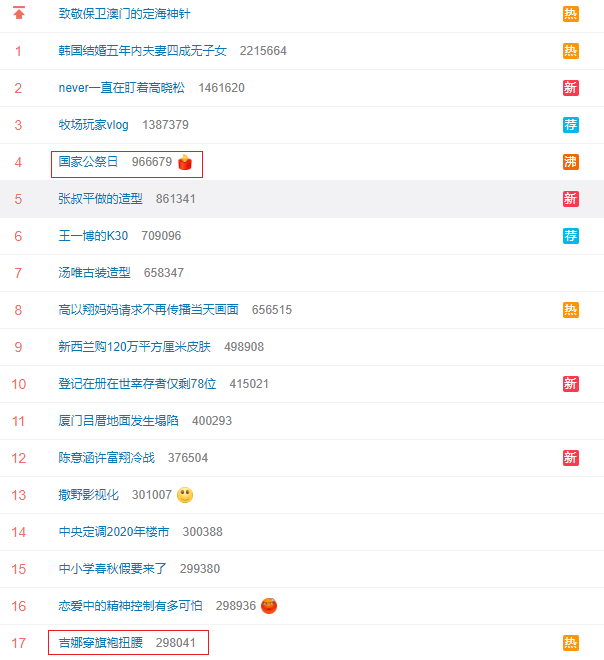 致敬保卫澳门的定海神针 热
1 韩国结婚五年内夫妻四成无子女 2215664 热
2 never一直在盯着高晓松 1461620 新
3 牧场玩家vlog 1387379 荐
4 国家公祭日 966679 沸
5 张叔平做的造型 861341 新
6 王一博的K30 709096 荐
7 汤唯古装造型 658347
8 高以翔妈妈请求不再传播当天画面 656515 热
9 新西兰购120万平方厘米皮肤 498908
10 登记在册在世幸存者仅剩78位 415021 新
11 厦门吕厝地面发生塌陷 400293
12 陈意涵许富翔冷战 376504 新
13 撒野影视化 301007
14 中央定调2020年楼市 300388
15 中小学春秋假要来了 299380
16 恋爱中的精神控制有多可怕 298936
17 吉娜穿旗袍扭腰 298041 热